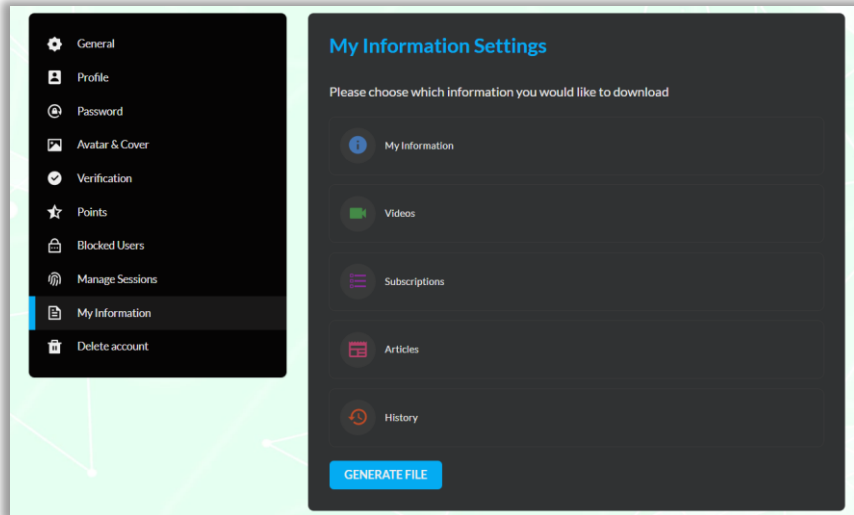 General
Profile
Password
Avatar & Cover
Verification
Points
Blocked Users
Manage Sessions
My Information
Delete account
My Information Settings
Please choose which information you would like to download
My Information
Videos
Subscriptions
Articles
History
GENERATE FILE